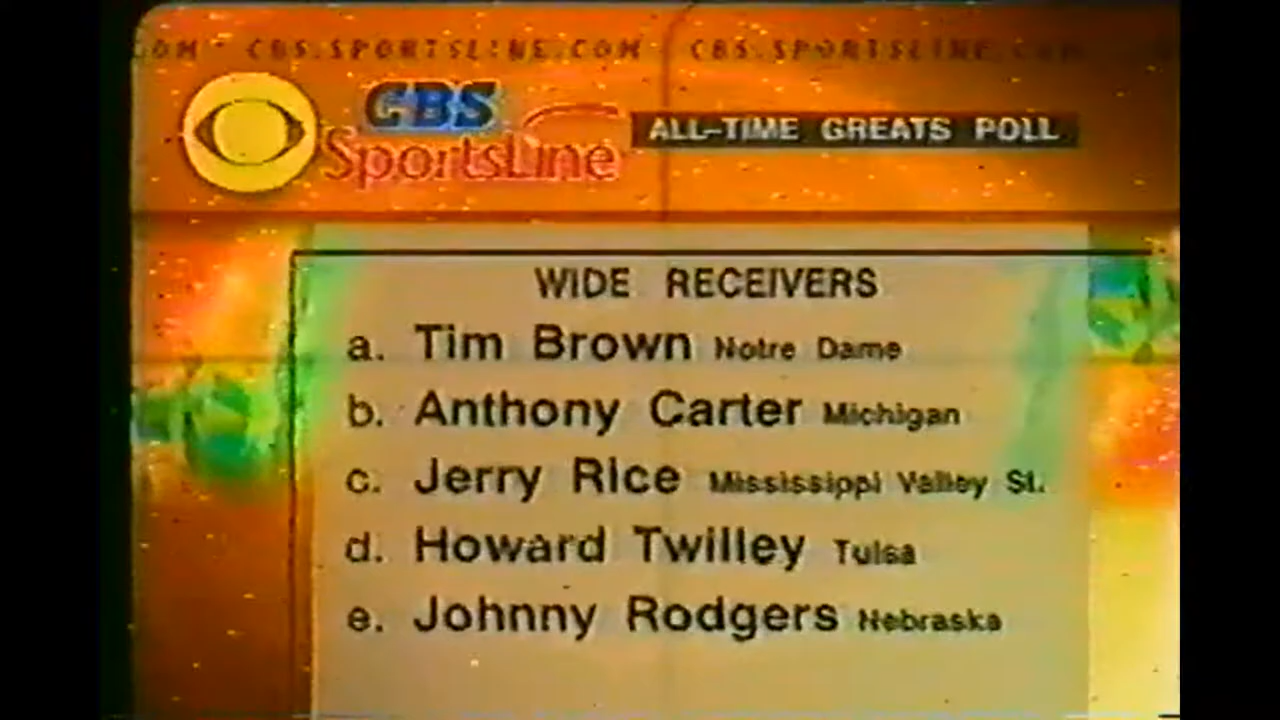 .COM · CBS.SPORTSLINE.COM · CBS.SPORTSLINE.COM
CBS
SportsLine
ALL-TIME GREATS POLL
WIDE RECEIVERS
a. Tim Brown Notre Dame
b. Anthony Carter Michigan
c. Jerry Rice Mississippi Valley St.
d. Howard Twilley Tulsa
e. Johnny Rodgers Nebraska